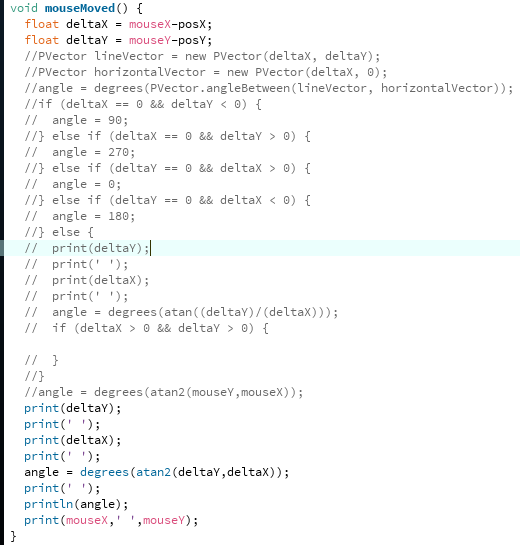 void mouseMoved() {
  float deltaX = mouseX-posX;
  float deltaY = mouseY-posY;
  //PVector lineVector = new PVector(deltaX, deltaY);
  //PVector horizontalVector = new PVector(deltaX, 0);
  //angle = degrees(PVector.angleBetween(lineVector, horizontalVector));
  //if (deltaX == 0 && deltaY < 0) {
  //  angle = 90;
  //} else if (deltaX == 0 && deltaY > 0) {
  //  angle = 270;
  //} else if (deltaY == 0 && deltaX > 0) {
  //  angle = 0;
  //} else if (deltaY == 0 && deltaX < 0) {
  //  angle = 180;
  //} else {
  //  print(deltaY);
  //  print(' ');
  //  print(deltaX);
  //  print(' ');
  //  angle = degrees(atan((deltaY)/(deltaX)));
  //  if (deltaX > 0 && deltaY > 0) {

  //  }
  //}
  //angle = degrees(atan2(mouseY,mouseX));
  print(deltaY);
  print(' ');
  print(deltaX);
  print(' ');
  angle = degrees(atan2(deltaY,deltaX));
  print(' ');
  println(angle);
  print(mouseX,' ',mouseY);
}